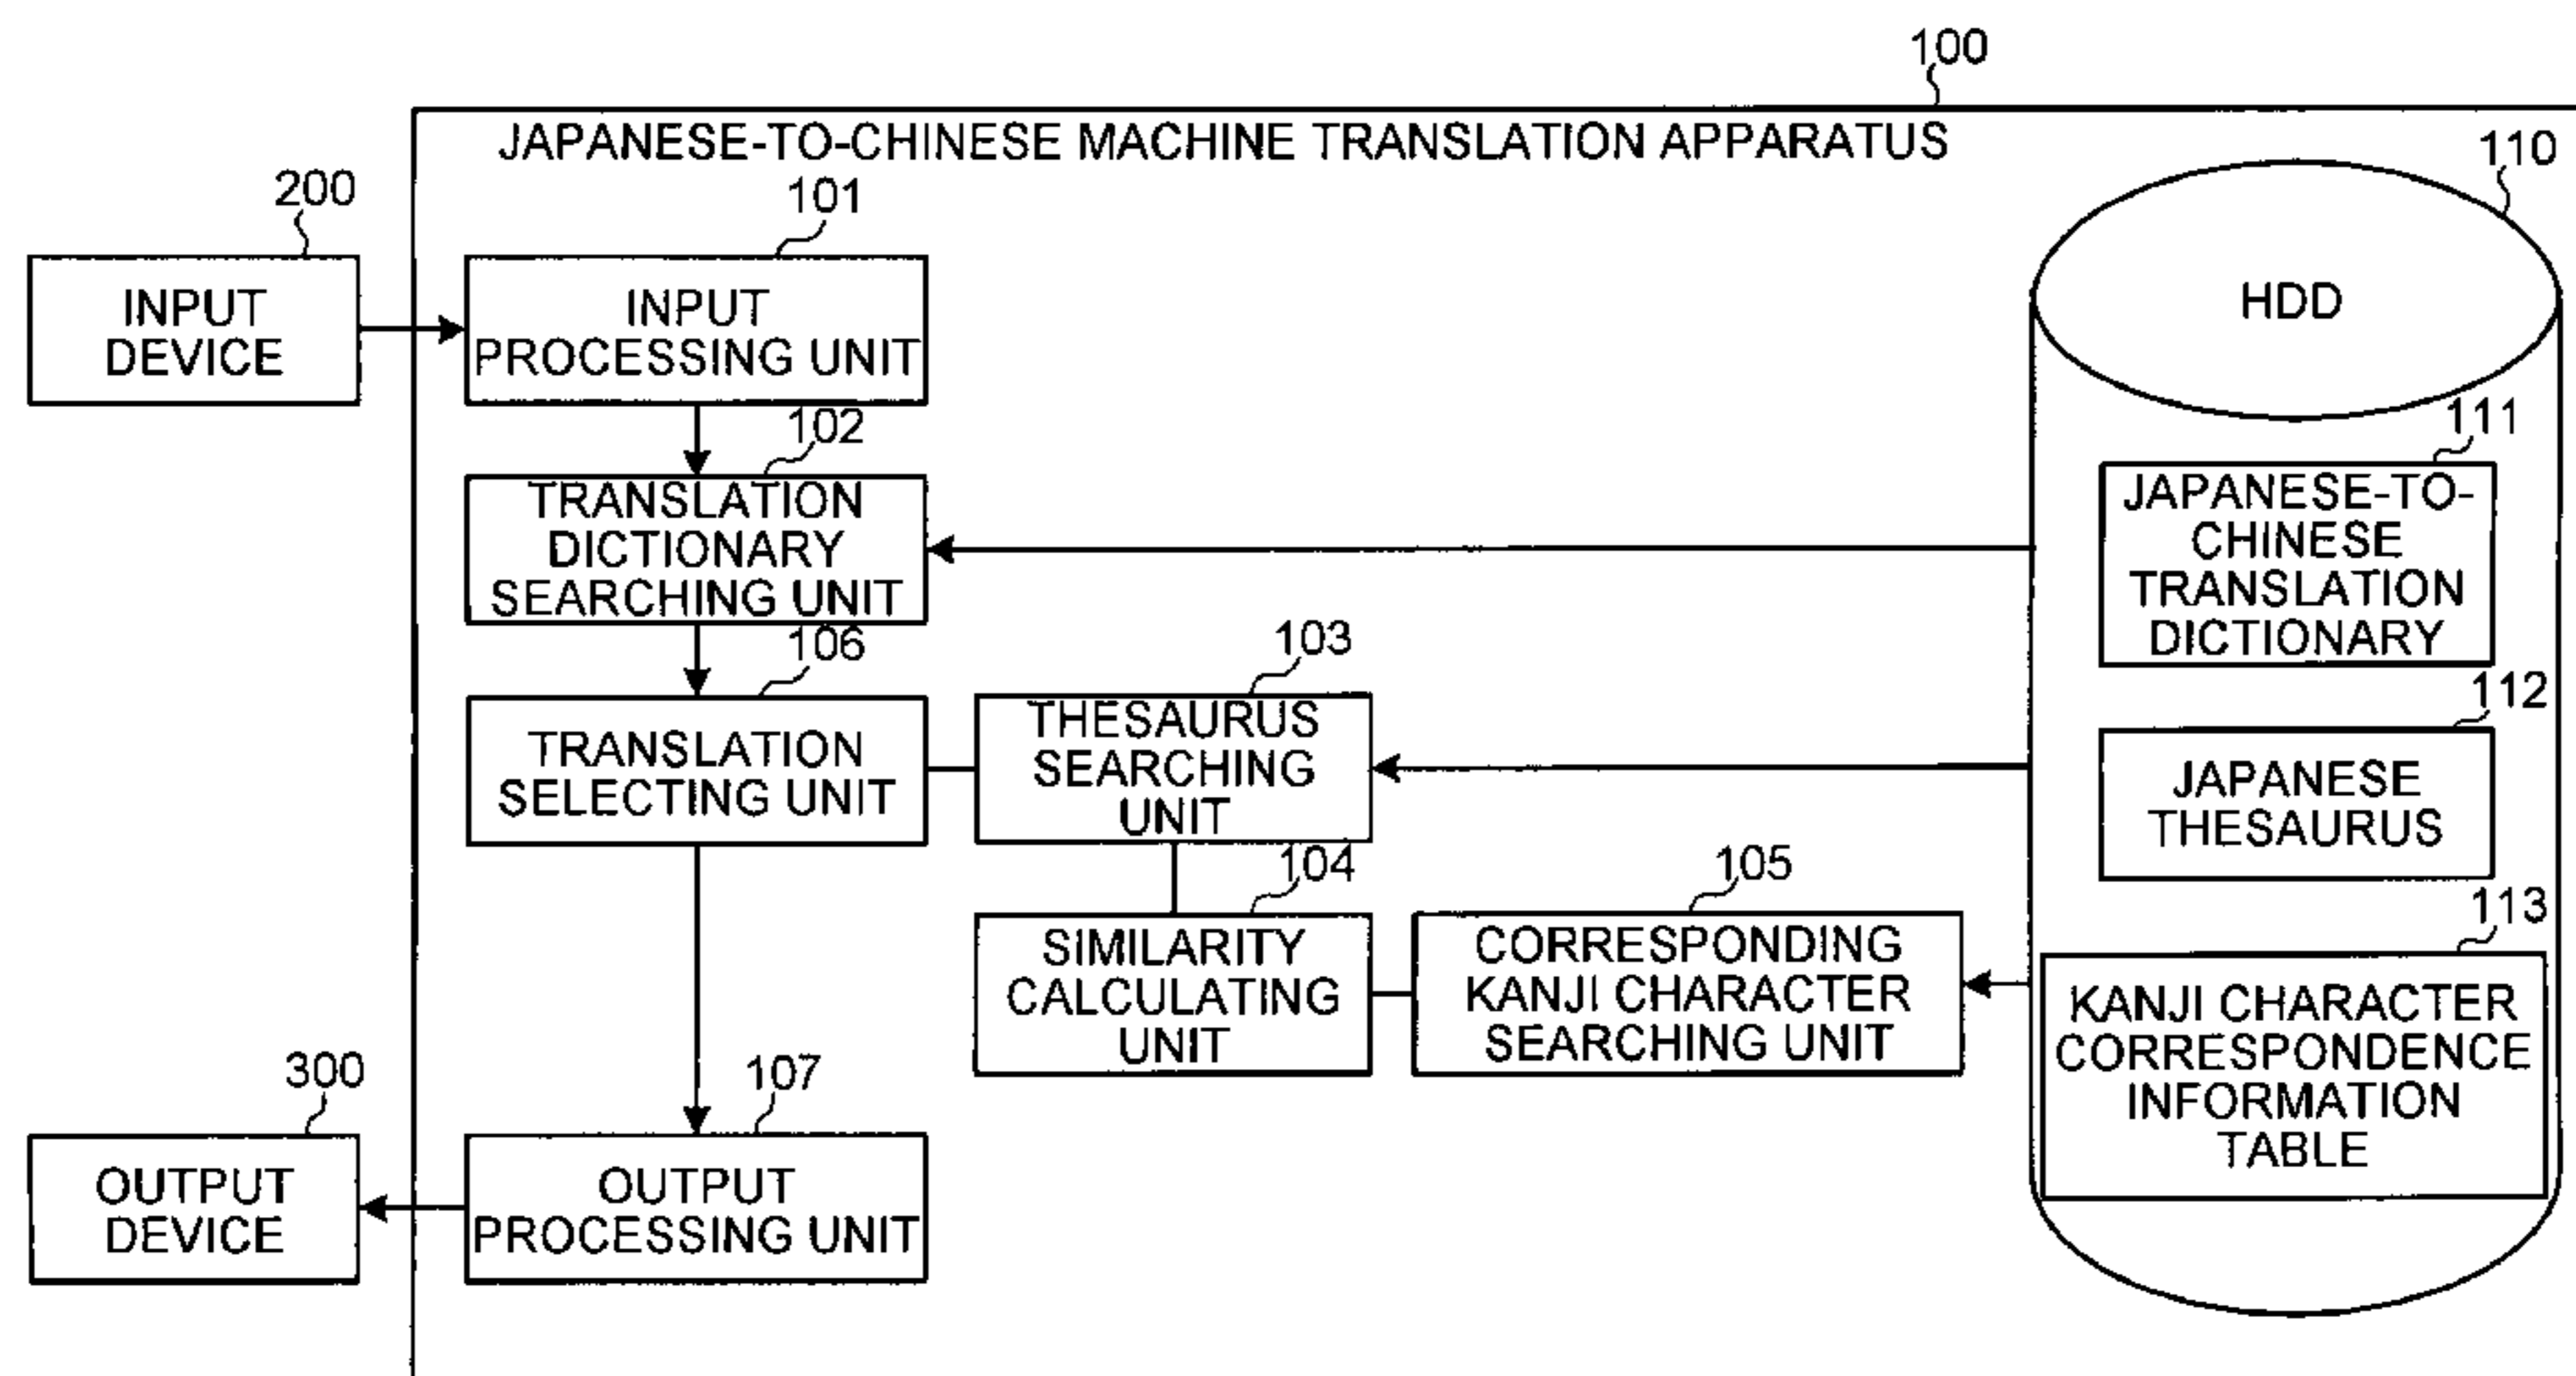 100
JAPANESE-TO-CHINESE MACHINE TRANSLATION APPARATUS
110
200
101
INPUT
DEVICE
INPUT
PROCESSING UNIT
HDD
102
111
TRANSLATION
DICTIONARY
SEARCHING UNIT
JAPANESE-TO-
CHINESE
TRANSLATION
DICTIONARY
106
103
112
TRANSLATION
SELECTING UNIT
THESAURUS
SEARCHING
UNIT
JAPANESE
THESAURUS
104
105
113
SIMILARITY
CALCULATING
UNIT
CORRESPONDING
KANJI CHARACTER
SEARCHING UNIT
KANJI CHARACTER
CORRESPONDENCE
INFORMATION
TABLE
300
107
OUTPUT
DEVICE
OUTPUT
PROCESSING UNIT